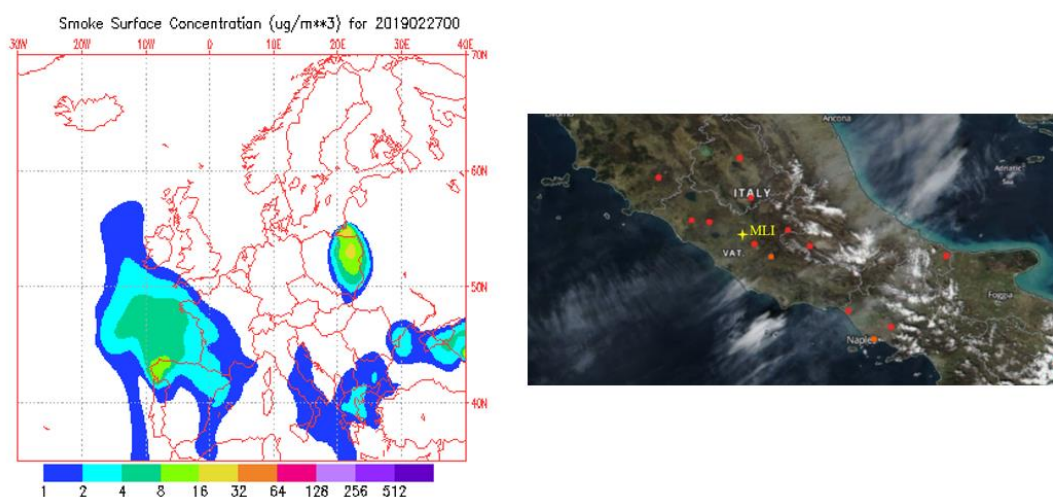 Smoke Surface Concentration (ug/m**3) for 2019022700
30W 20W 10W 0 10E 20E 30E 40E
70N
60N
50N
40N
1 2 4 8 16 32 64 128 256 512
Ancona
Adriatic
Sea
ITALY
MLI
VAT.
Foggia
Naples